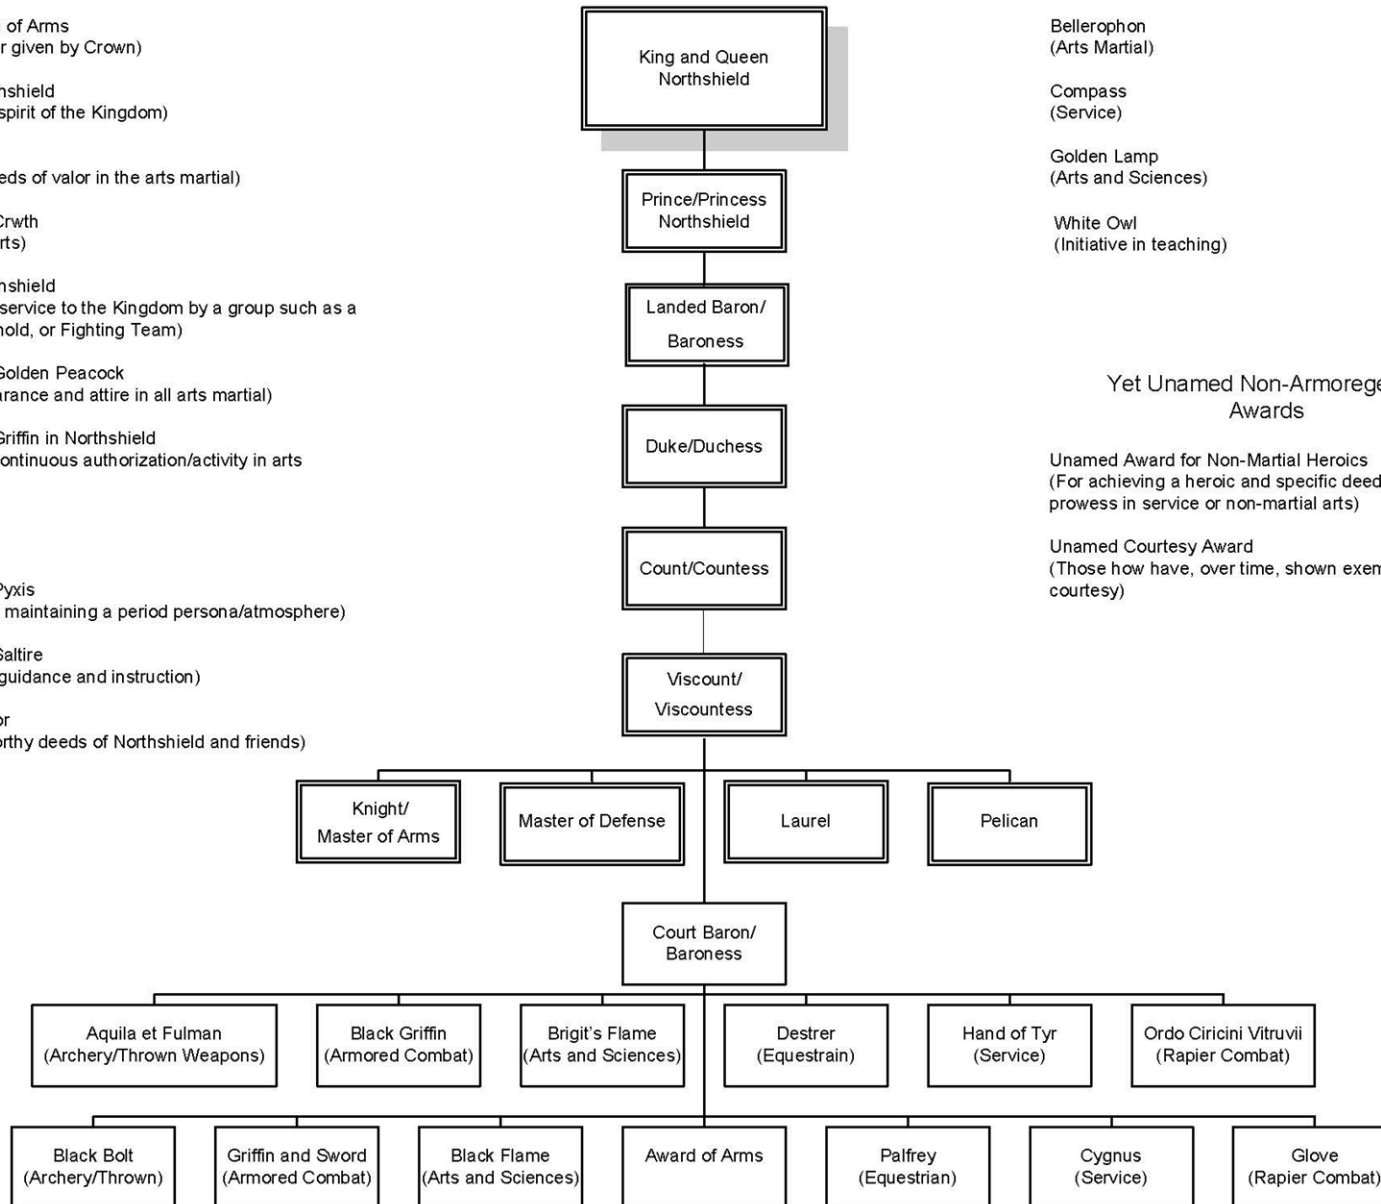 of Arms
r given by Crown)
nshield
spirit of the Kingdom)
eds of valor in the arts martial)
Crwth
rts)
nshield
service to the Kingdom by a group such as a
hold, or Fighting Team)
Golden Peacock
arance and attire in all arts martial)
Griffin in Northshield
ontinuous authorization/activity in arts
Pyxis
maintaining a period persona/atmosphere)
Saltire
guidance and instruction)
or
orthy deeds of Northshield and friends)
King and Queen
Northshield
Prince/Princess
Northshield
Landed Baron/
Baroness
Duke/Duchess
Count/Countess
Viscount/
Viscountess
Bellerophon
(Arts Martial)
Compass
(Service)
Golden Lamp
(Arts and Sciences)
White Owl
(Initiative in teaching)
Yet Unamed Non-Armorege
Awards
Unamed Award for Non-Martial Heroics
(For achieving a heroic and specific deed
prowess in service or non-martial arts)
Unamed Courtesy Award
(Those how have, over time, shown exem
courtesy)
Knight/
Master of Arms
Master of Defense
Laurel
Pelican
Court Baron/
Baroness
Aquila et Fulman
(Archery/Thrown Weapons)
Black Griffin
(Armored Combat)
Brigit's Flame
(Arts and Sciences)
Destrer
(Equestrain)
Hand of Tyr
(Service)
Ordo Ciricini Vitruvii
(Rapier Combat)
Black Bolt
(Archery/Thrown)
Griffin and Sword
(Armored Combat)
Black Flame
(Arts and Sciences)
Award of Arms
Palfrey
(Equestrian)
Cygnus
(Service)
Glove
(Rapier Combat)